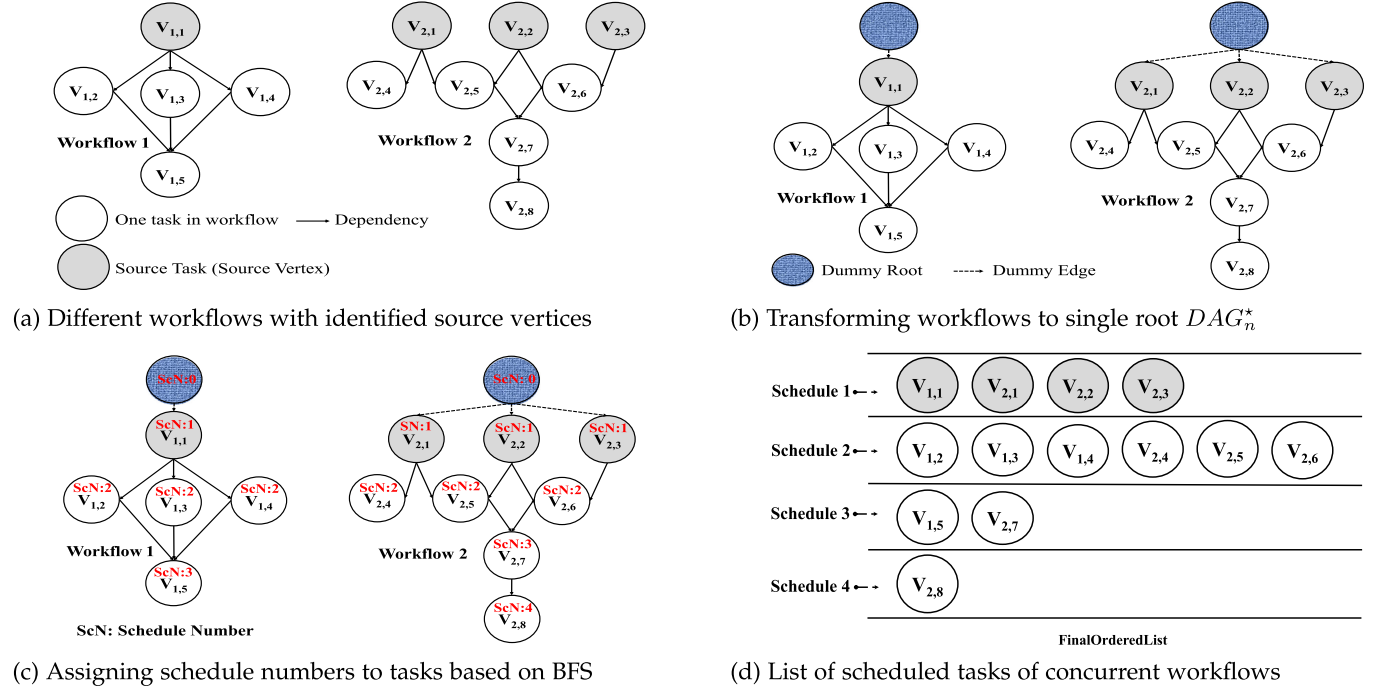 V1,1
V2,1
V2,2
V2,3
V1,2
V1,3
V1,4
V2,4
V2,5
V2,6
Workflow 1
Workflow 2
V2,7
V1,5
V2,8
One task in workflow
Dependency
Source Task (Source Vertex)
(a) Different workflows with identified source vertices
V1,1
V2,1
V2,2
V2,3
V1,2
V1,3
V1,4
V2,4
V2,5
V2,6
Workflow 1
Workflow 2
V2,7
V1,5
V2,8
Dummy Root
Dummy Edge
(b) Transforming workflows to single root DAG⋆n
ScN:0
ScN: 0
ScN:1
V1,1
SN:1
V2,1
ScN:1
V2,2
ScN:1
V2,3
ScN:2
V1,2
ScN:2
V1,3
ScN:2
V1,4
ScN:2
V2,4
ScN:2
V2,5
ScN:2
V2,6
Workflow 1
Workflow 2
ScN:3
V2,7
ScN:3
V1,5
ScN:4
V2,8
ScN: Schedule Number
(c) Assigning schedule numbers to tasks based on BFS
Schedule 1 V1,1 V2,1 V2,2 V2,3
Schedule 2 V1,2 V1,3 V1,4 V2,4 V2,5 V2,6
Schedule 3 V1,5 V2,7
Schedule 4 V2,8
FinalOrderedList
(d) List of scheduled tasks of concurrent workflows